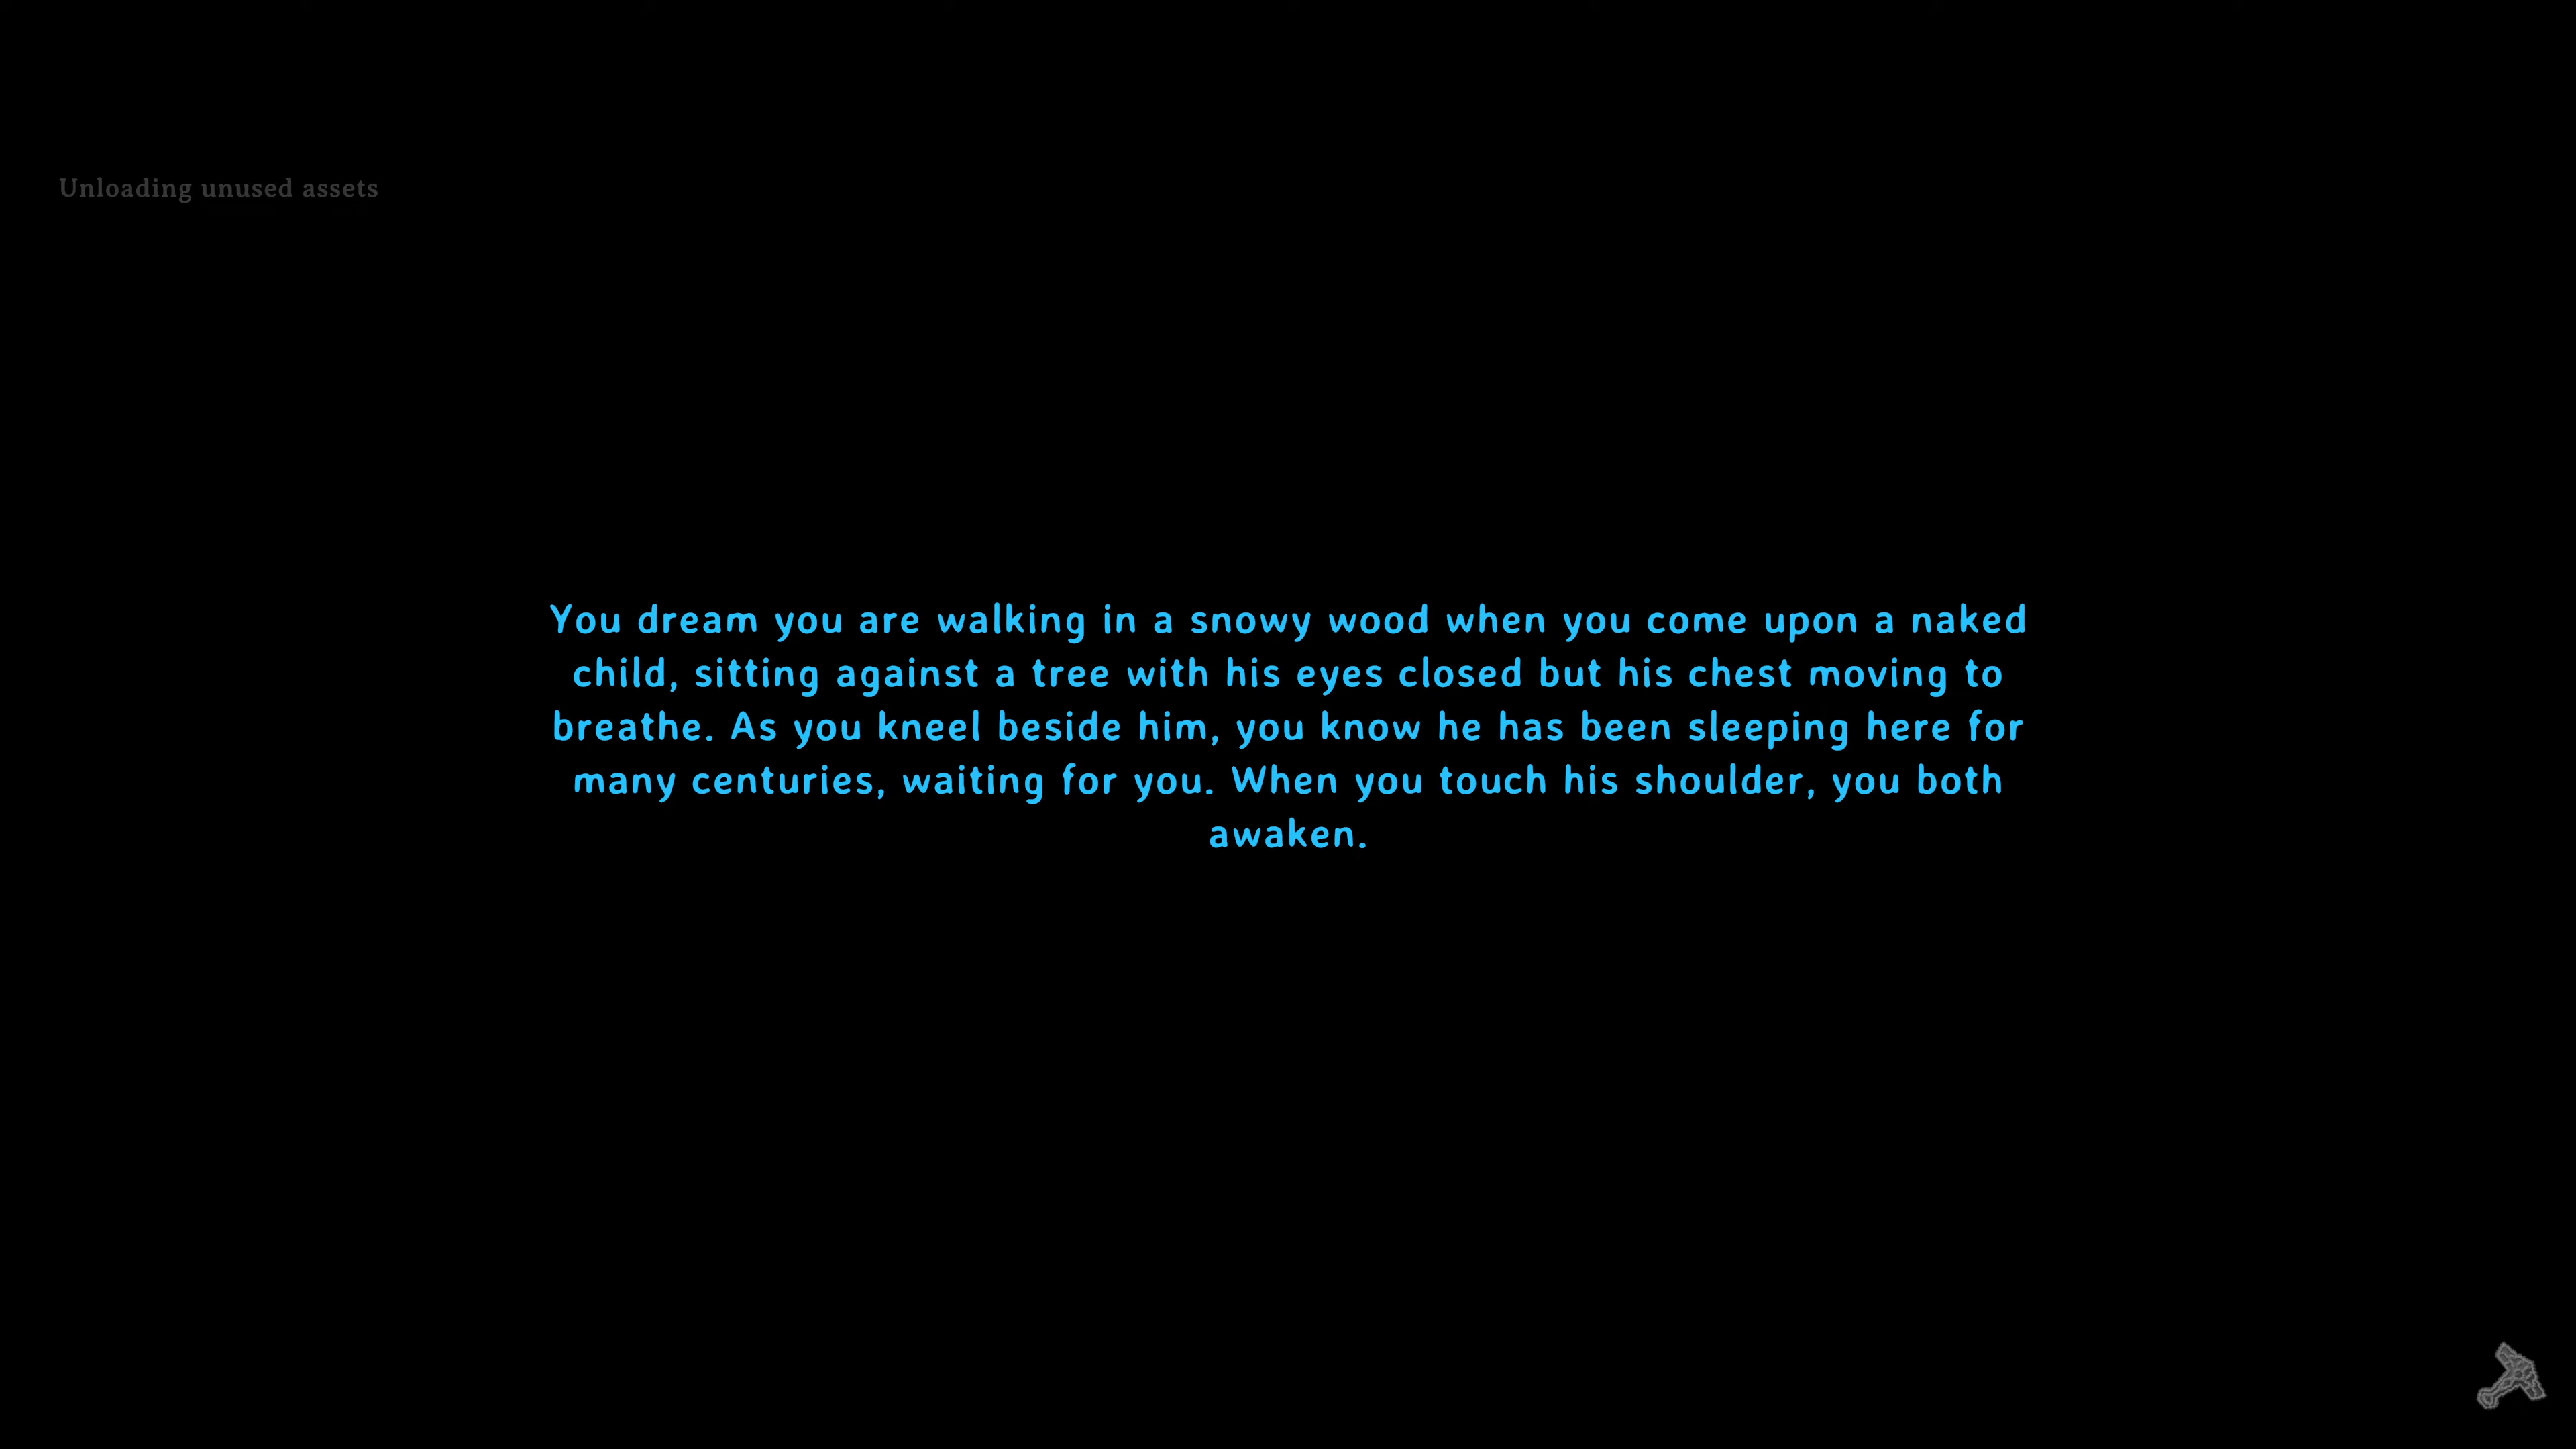 Unloading unused assets
You dream you are walking in a snowy wood when you come upon a naked
child, sitting against a tree with his eyes closed but his chest moving to
breathe. As you kneel beside him, you know he has been sleeping here for
many centuries, waiting for you. When you touch his shoulder, you both
awaken.